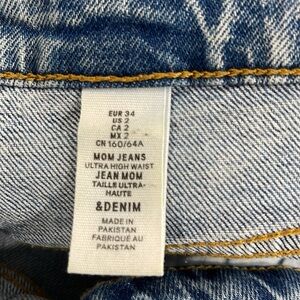 EUR 34
US 2
CA 2
MX 2
CN 160/64A
MOM JEANS
ULTRA HIGH WAIST
JEAN MOM
TAILLE ULTRA-
HAUTE
&DENIM
MADE IN
PAKISTAN
FABRIQUÉ AU
PAKISTAN